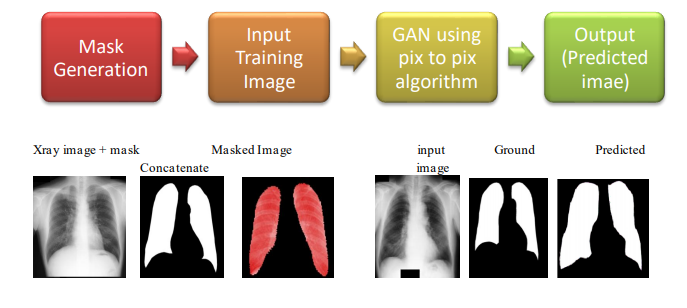 Mask
Generation
Input
Training
Image
GAN using
pix to pix
algorithm
Output
(Predicted
imae)
Xray image + mask
Concatenate
Masked Image
input
image
Ground
Predicted